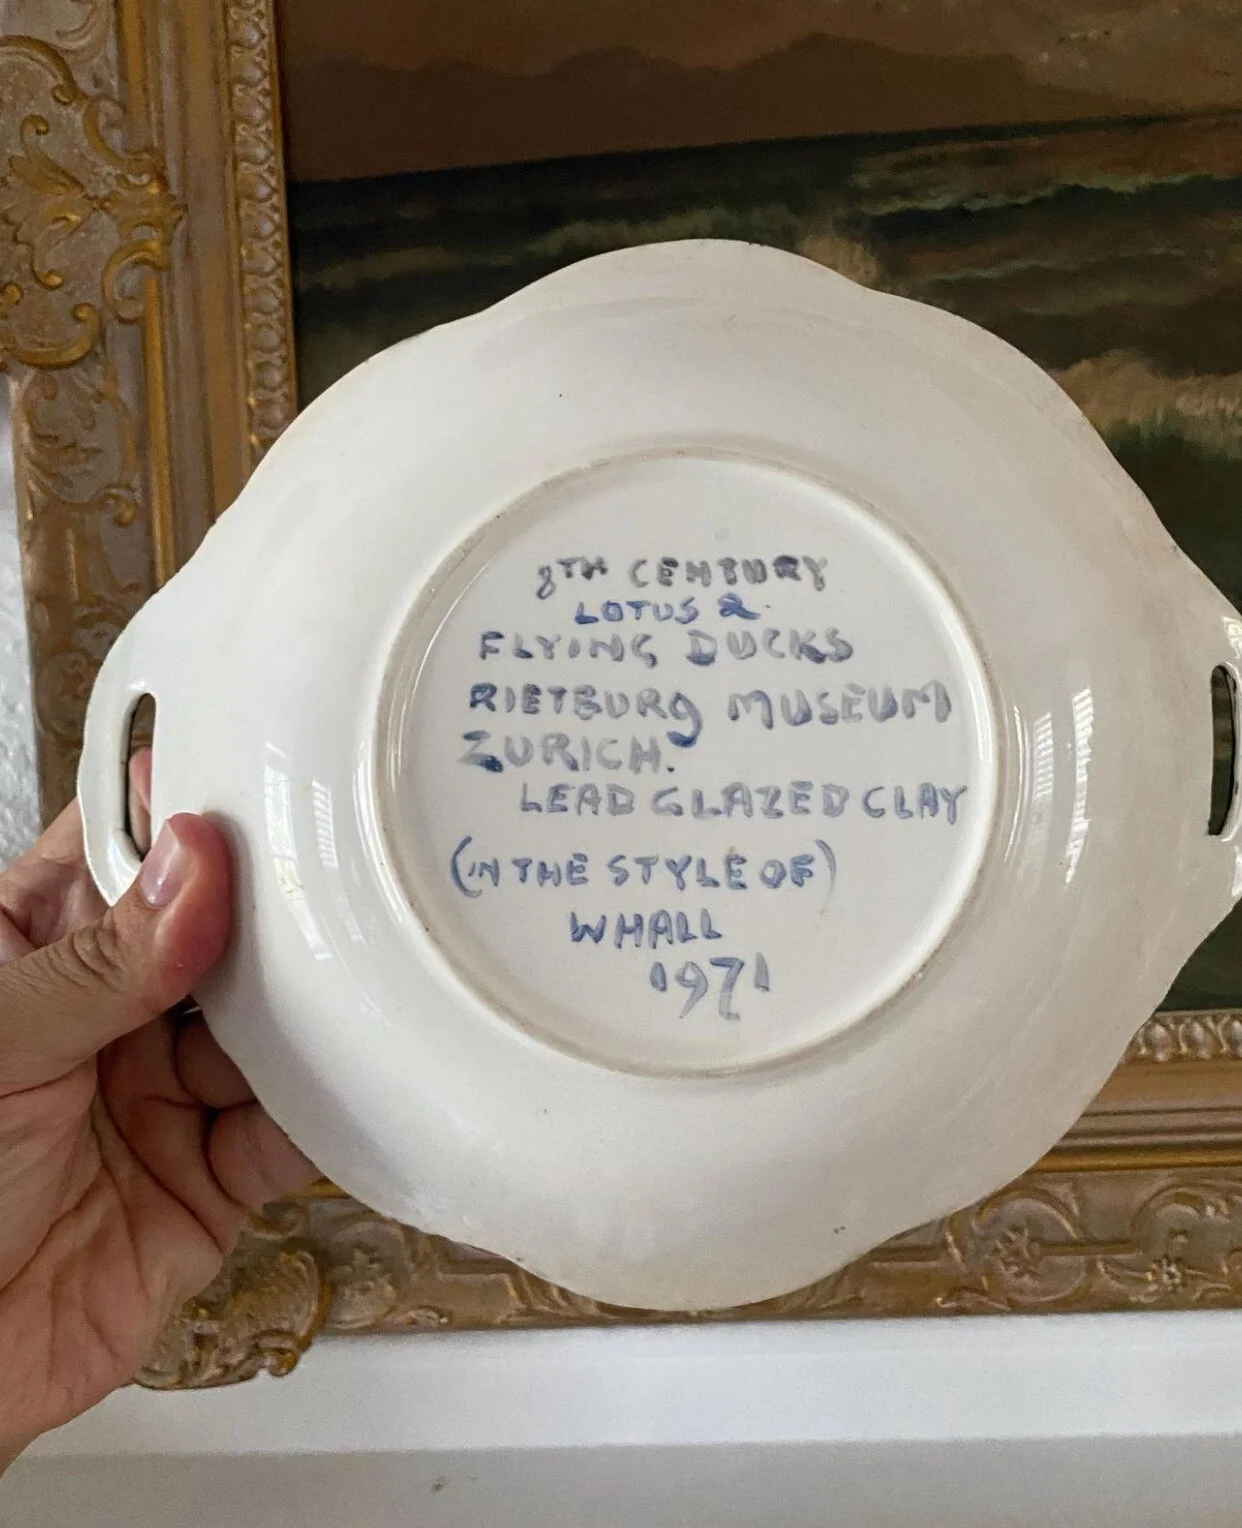 8TH CENTURY
LOTUS &
FLYING DUCKS
RIETBURG MUSEUM
ZURICH.
LEAD GLAZED CLAY
(IN THE STYLE OF)
WHALL
1971